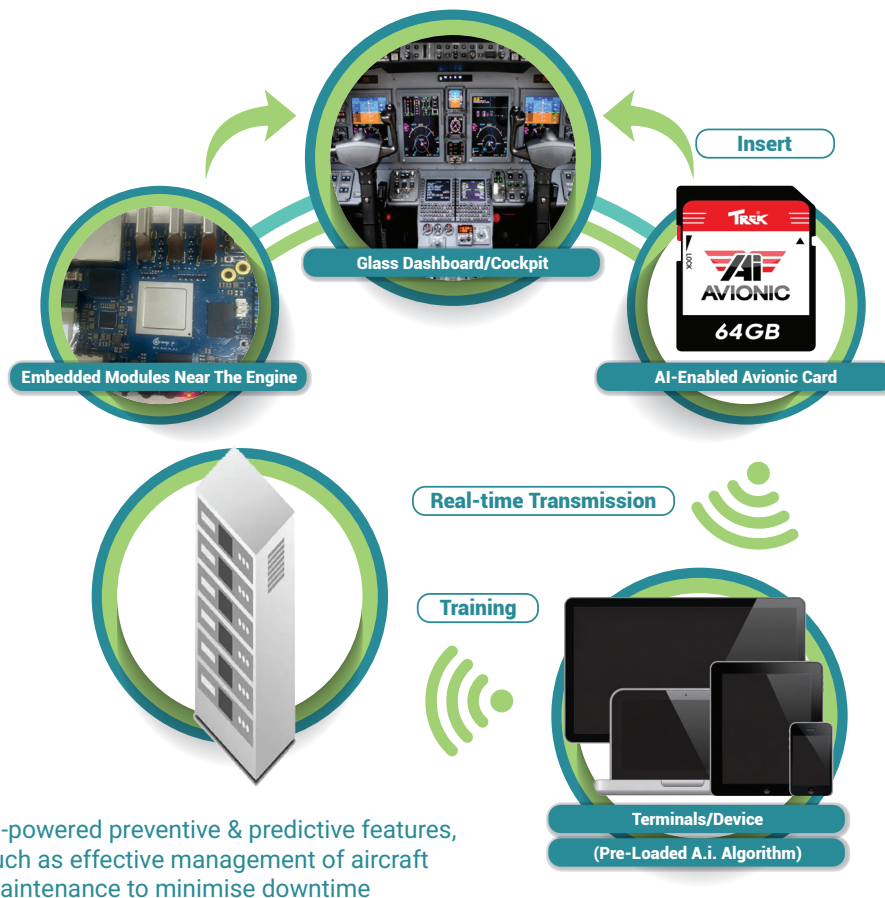 Insert
TREK
LOCK
Ai
AVIONIC
64GB
Glass Dashboard/Cockpit
Embedded Modules Near The Engine
AI-Enabled Avionic Card
Real-time Transmission
Training
Terminals/Device
(Pre-Loaded A.i. Algorithm)
-powered preventive & predictive features,
uch as effective management of aircraft
aintenance to minimise downtime